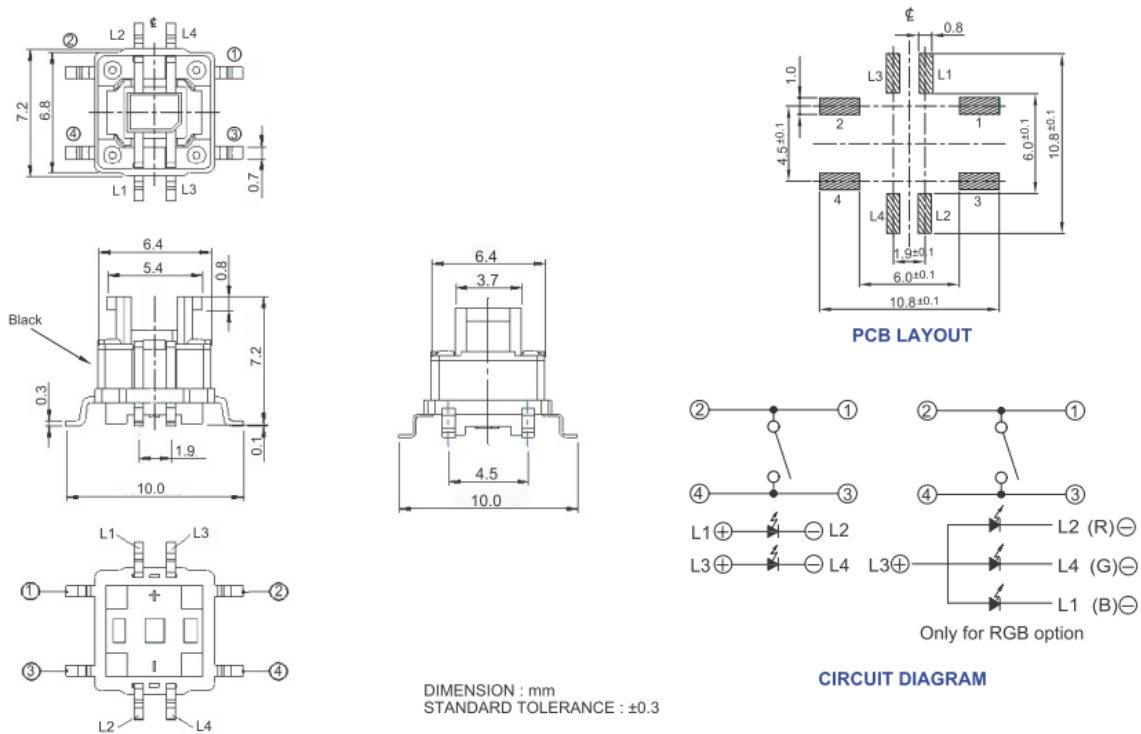 ℄
L2 L4
② ①
7.2
6.8
④ ③
L1 L3
0.7
6.4
5.4
0.8
Black
7.2
0.3
1.9
0.1
10.0
6.4
3.7
4.5
10.0
L1 L3
① ②
+
③ ④
−
L2 L4
DIMENSION : mm
STANDARD TOLERANCE : ±0.3
℄
0.8
L3 L1
1.0
2 1
4.5±0.1
6.0±0.1
10.8±0.1
4 3
L4 L2
1.9±0.1
6.0±0.1
10.8±0.1
PCB LAYOUT
② ①
④ ③
L1⊕ ⊖ L2
L3⊕ ⊖ L4
② ①
④ ③
L2 (R)⊖
L3⊕ L4 (G)⊖
L1 (B)⊖
Only for RGB option
CIRCUIT DIAGRAM